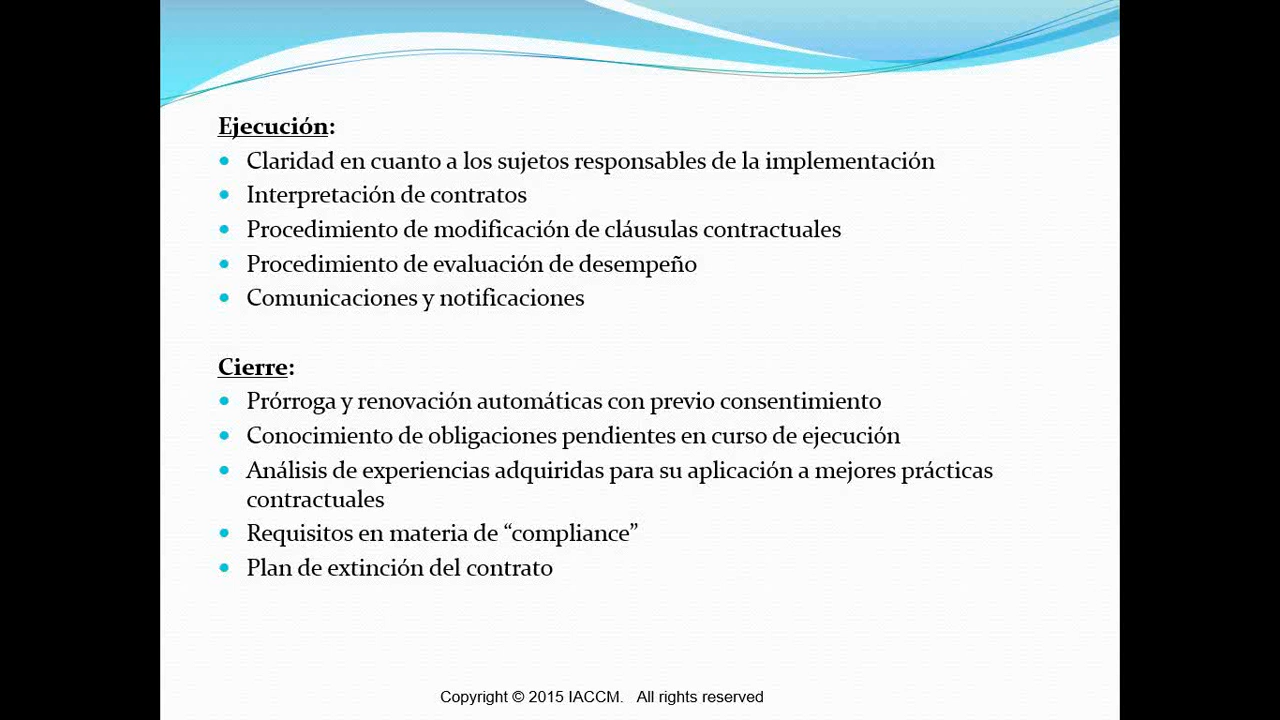 Ejecución:
Claridad en cuanto a los sujetos responsables de la implementación
Interpretación de contratos
Procedimiento de modificación de cláusulas contractuales
Procedimiento de evaluación de desempeño
Comunicaciones y notificaciones
Cierre:
Prórroga y renovación automáticas con previo consentimiento
Conocimiento de obligaciones pendientes en curso de ejecución
Análisis de experiencias adquiridas para su aplicación a mejores prácticas
contractuales
Requisitos en materia de “compliance”
Plan de extinción del contrato
Copyright © 2015 IACCM. All rights reserved